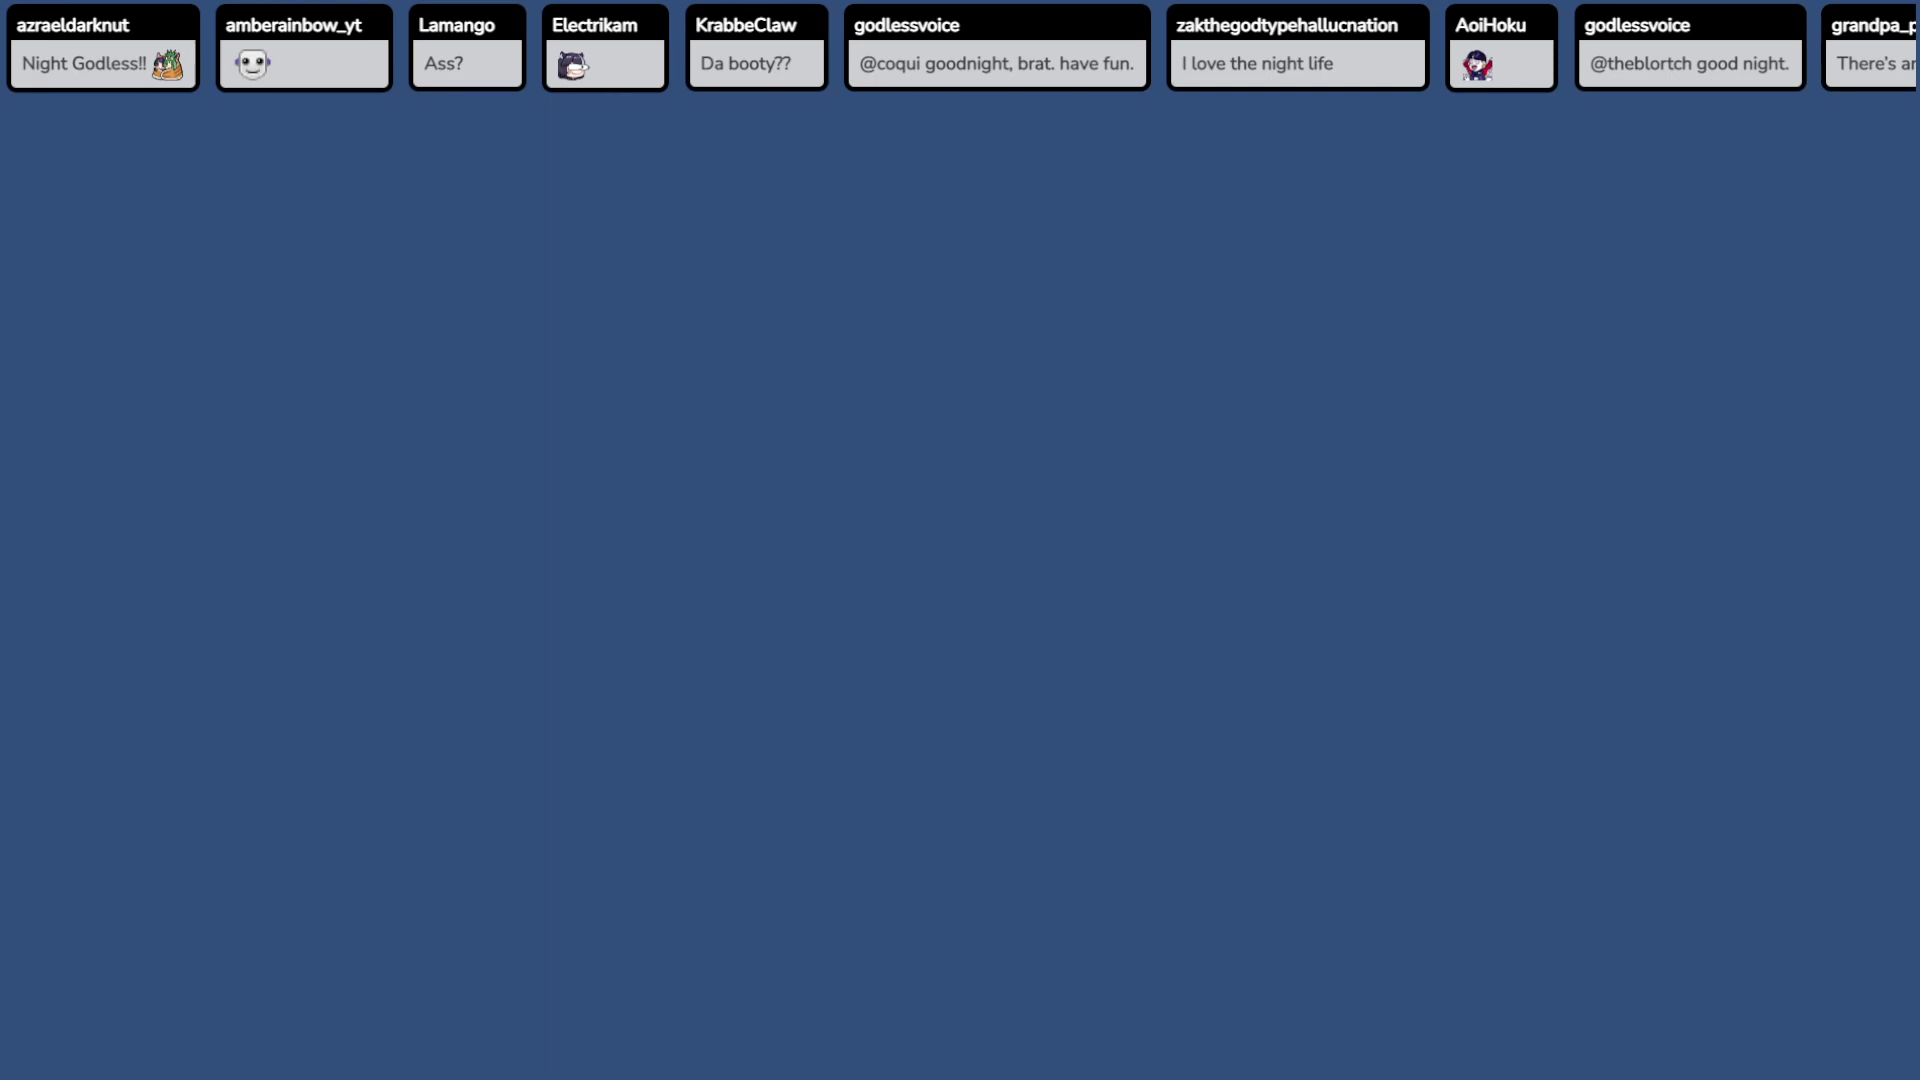 azraeldarknut
Night Godless!!
amberainbow_yt
Lamango
Ass?
Electrikam
KrabbeClaw
Da booty??
godlessvoice
@coqui goodnight, brat. have fun.
zakthegodtypehallucnation
I love the night life
AoiHoku
godlessvoice
@theblortch good night.
There's